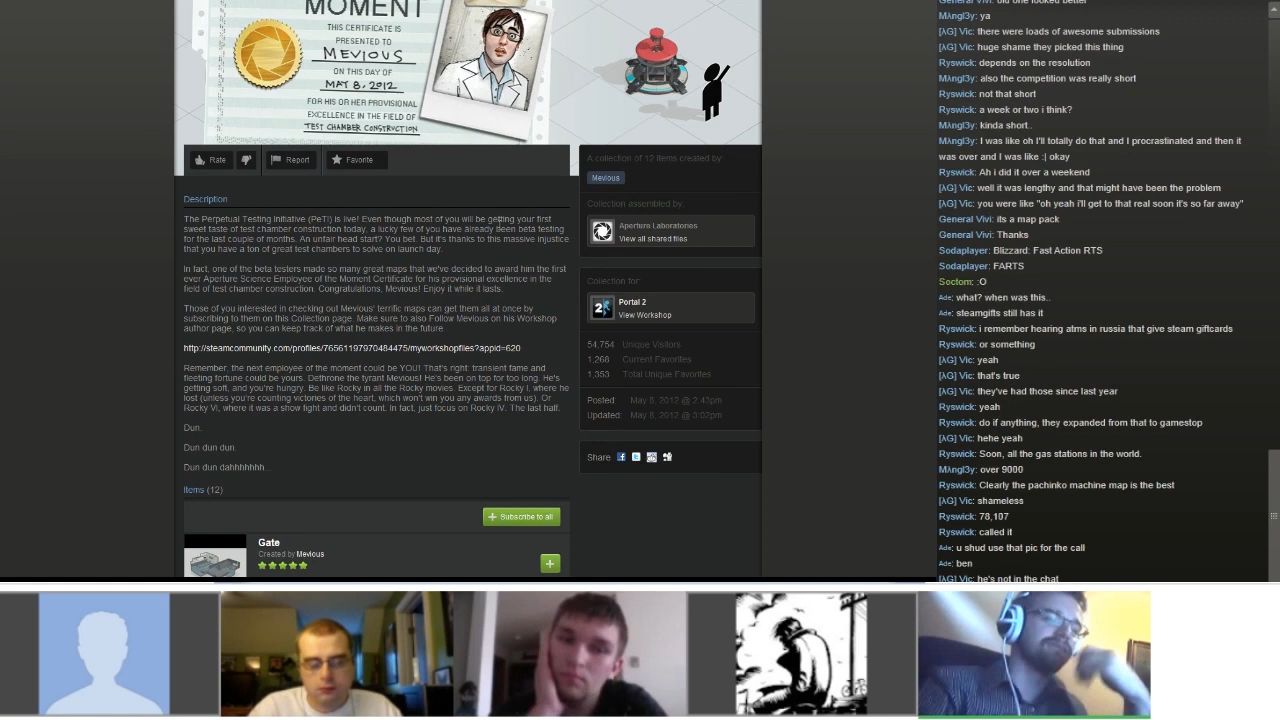 MOMENT
THIS CERTIFICATE IS
PRESENTED TO
MEVIOUS
ON THIS DAY OF
MAY 8, 2012
FOR HIS OR HER PROVISIONAL
EXCELLENCE IN THE FIELD OF
TEST CHAMBER CONSTRUCTION
Rate
Report
Favorite
Description
The Perpetual Testing Initiative (PeTI) is live! Even though most of you will be getting your first
sweet taste of test chamber construction today, a lucky few of you have already been beta testing
for the last couple of months. An unfair head start? You bet. But it's thanks to this massive injustice
that you have a ton of great test chambers to solve on launch day.
In fact, one of the beta testers made so many great maps that we've decided to award him the first
ever Aperture Science Employee of the Moment Certificate for his provisional excellence in the
field of test chamber construction. Congratulations, Mevious! Enjoy it while it lasts.
Those of you interested in checking out Mevious' terrific maps can get them all at once by
subscribing to them on this Collection page. Make sure to also Follow Mevious on his Workshop
author page, so you can keep track of what he makes in the future
http://steamcommunity.com/profiles/76561197970484475/myworkshopfiles?appid=620
Remember, the next employee of the moment could be YOU! That's right: transient fame and
fleeting fortune could be yours. Dethrone the tyrant Mevious! He's been on top for too long. He's
getting soft, and you're hungry. Be like Rocky in all the Rocky movies. Except for Rocky I, where he
lost (unless you're counting victories of the heart, which won't win you any awards from us). Or
Rocky VI, where it was a show fight and didn't count. In fact, just focus on Rocky IV. The last half.
Dun.
Dun dun dun.
Dun dun dahhhhhhh...
Items (12)
Subscribe to all
Gate
Created by Mevious
A collection of 12 items created by
Mevious
Collection assembled by:
Aperture Laboratories
View all shared files
Collection for:
Portal 2
View Workshop
54,754 Unique Visitors
1,268 Current Favorites
1,353 Total Unique Favorites
Posted: May 8, 2012 @ 2:43pm
Updated: May 8, 2012 @ 3:02pm
Share
General Vivi: old one looked better
Mλngl3y: ya
[λG] Vic: there were loads of awesome submissions
[λG] Vic: huge shame they picked this thing
Ryswick: depends on the resolution
Mλngl3y: also the competition was really short
Ryswick: not that short
Ryswick: a week or two i think?
Mλngl3y: kinda short..
Mλngl3y: I was like oh I'll totally do that and I procrastinated and then it
was over and I was like :| okay
Ryswick: Ah i did it over a weekend
[λG] Vic: well it was lengthy and that might have been the problem
[λG] Vic: you were like "oh yeah i'll get to that real soon it's so far away"
General Vivi: its a map pack
General Vivi: Thanks
Sodaplayer: Blizzard: Fast Action RTS
Sodaplayer: FARTS
Soctom: :O
Ade: what? when was this..
Ade: steamgifts still has it
Ryswick: i remember hearing atms in russia that give steam giftcards
Ryswick: or something
[λG] Vic: yeah
[λG] Vic: that's true
[λG] Vic: they've had those since last year
Ryswick: yeah
Ryswick: do if anything, they expanded from that to gamestop
[λG] Vic: hehe yeah
Ryswick: Soon, all the gas stations in the world.
Mλngl3y: over 9000
Ryswick: Clearly the pachinko machine map is the best
[λG] Vic: shameless
Ryswick: 78,107
Ryswick: called it
Ade: u shud use that pic for the call
Ade: ben
[λG] Vic: he's not in the chat